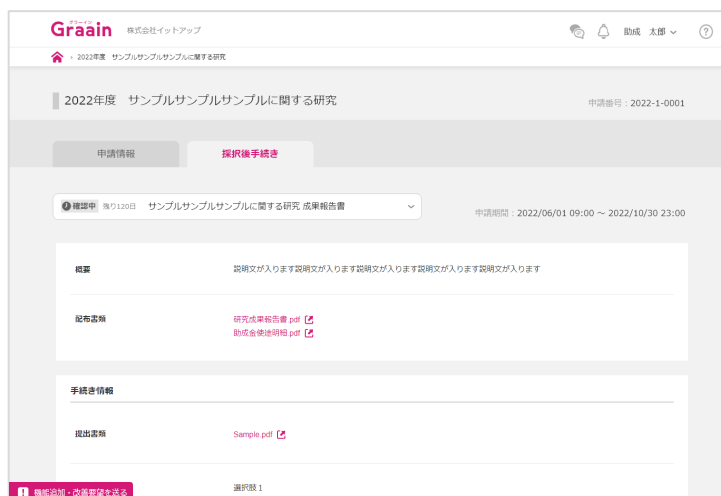 グラーイン
Graain 株式会社イットアップ
助成 太郎
2022年度 サンプルサンプルサンプルに関する研究
2022年度 サンプルサンプルサンプルに関する研究
申請番号：2022-1-0001
申請情報 採択後手続き
確認中 残り120日 サンプルサンプルサンプルに関する研究 成果報告書
申請期間：2022/06/01 09:00 ～ 2022/10/30 23:00
概要 説明文が入ります説明文が入ります説明文が入ります説明文が入ります説明文が入ります
配布書類 研究成果報告書.pdf
助成金使途明細.pdf
手続き情報
提出書類 Sample.pdf
選択肢 1
機能追加・改善要望を送る